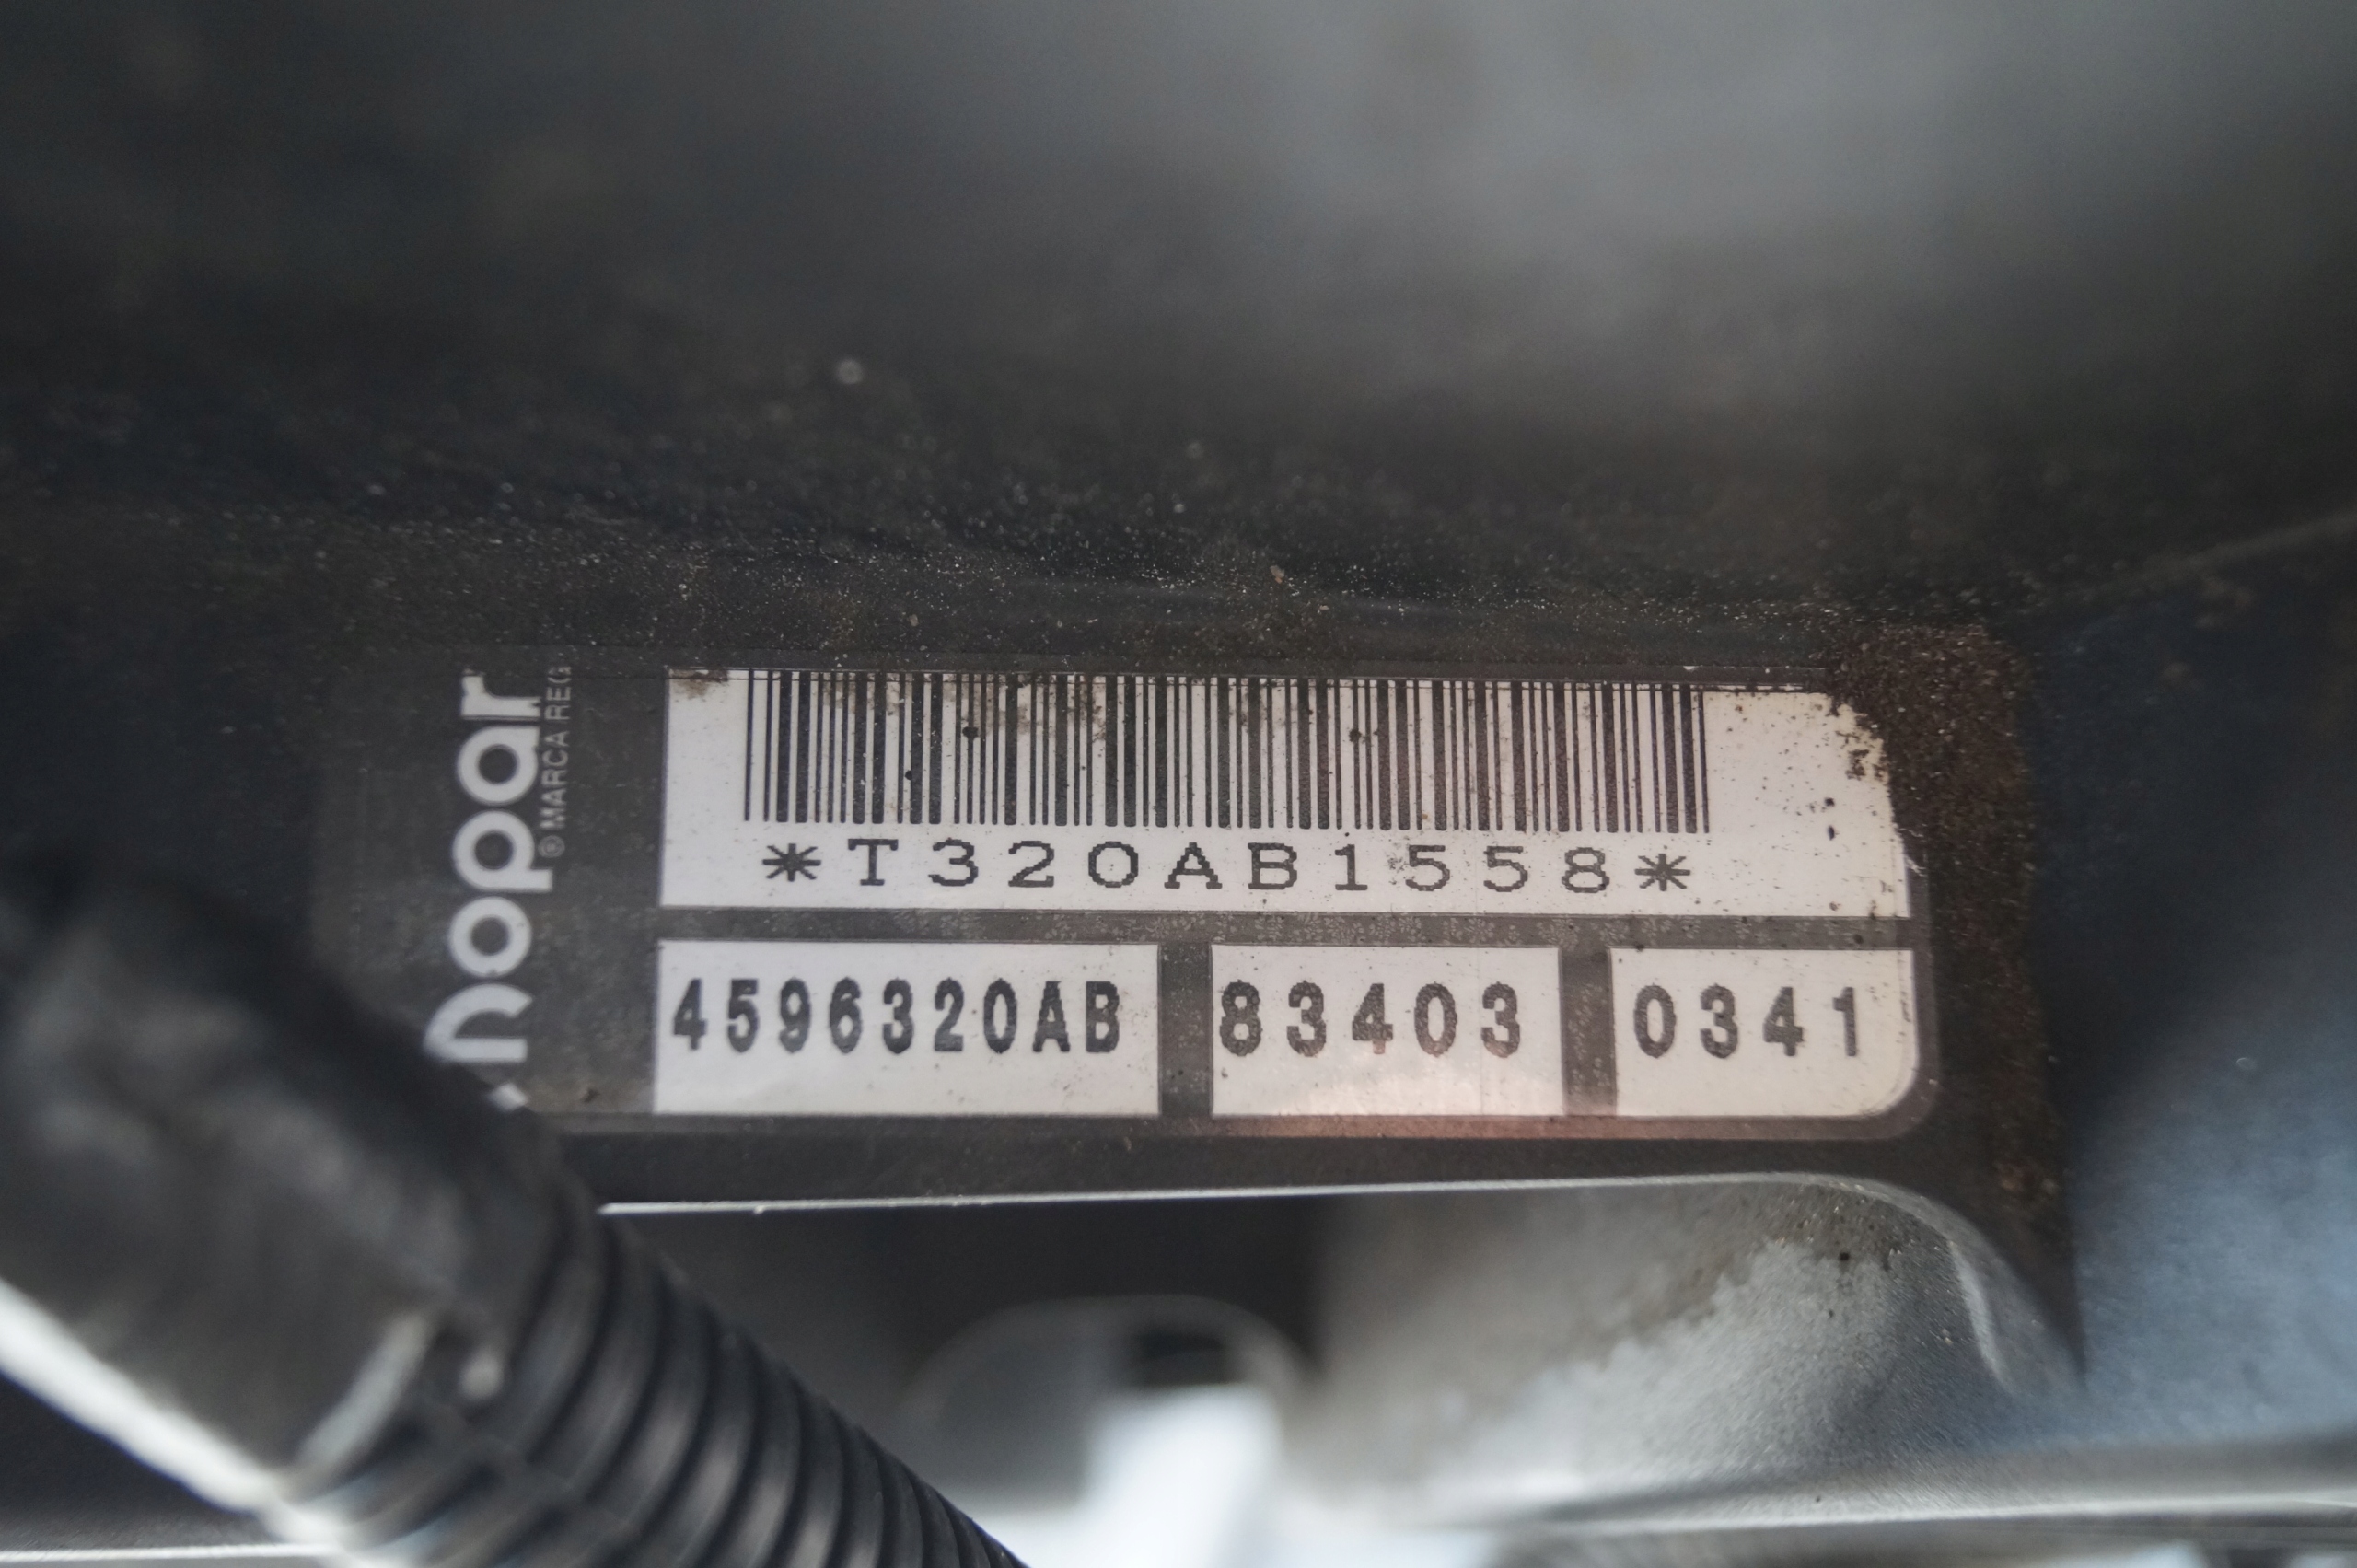 mopar
® MARCA REG
*T320AB1558*
4596320AB 83403 0341